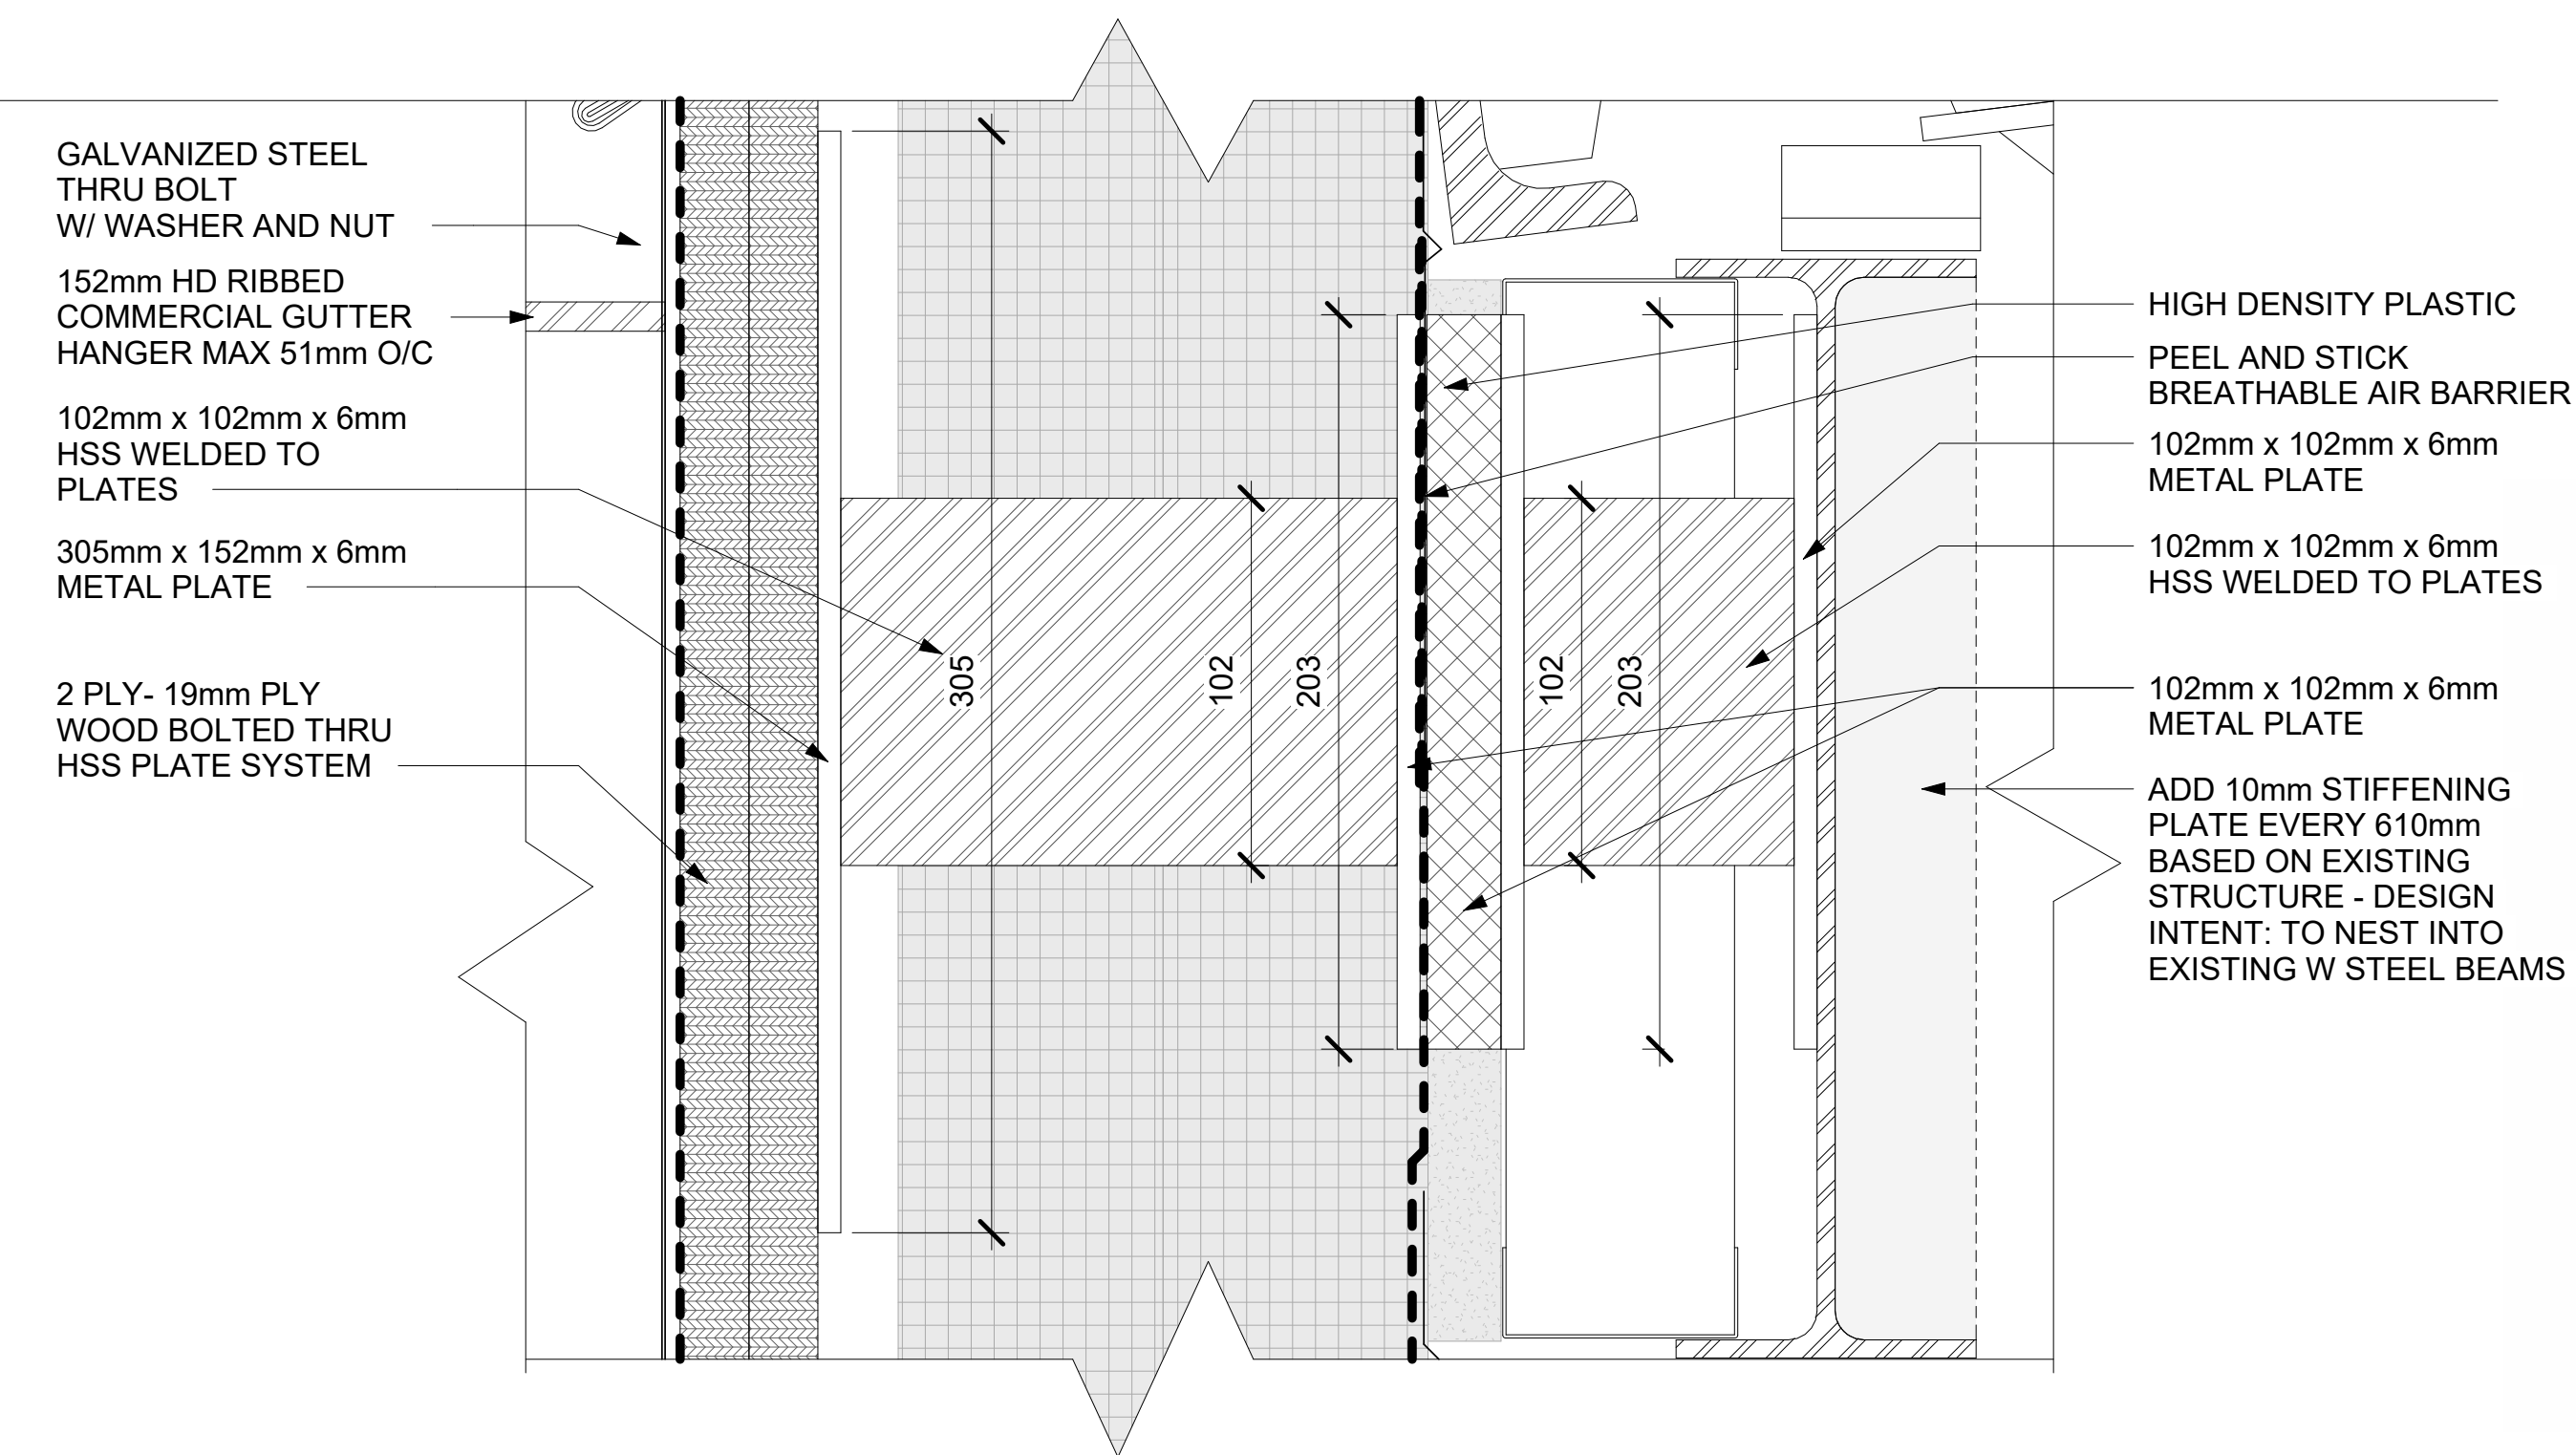 GALVANIZED STEEL
THRU BOLT
W/ WASHER AND NUT
152mm HD RIBBED
COMMERCIAL GUTTER
HANGER MAX 51mm O/C
102mm x 102mm x 6mm
HSS WELDED TO
PLATES
305mm x 152mm x 6mm
METAL PLATE
2 PLY- 19mm PLY
WOOD BOLTED THRU
HSS PLATE SYSTEM
305
102
203
102
203
HIGH DENSITY PLASTIC
PEEL AND STICK
BREATHABLE AIR BARRIER
102mm x 102mm x 6mm
METAL PLATE
102mm x 102mm x 6mm
HSS WELDED TO PLATES
102mm x 102mm x 6mm
METAL PLATE
ADD 10mm STIFFENING
PLATE EVERY 610mm
BASED ON EXISTING
STRUCTURE - DESIGN
INTENT: TO NEST INTO
EXISTING W STEEL BEAMS